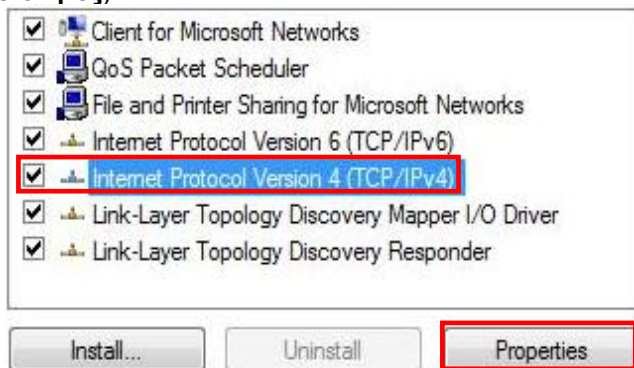 Client for Microsoft Networks
QoS Packet Scheduler
File and Printer Sharing for Microsoft Networks
Internet Protocol Version 6 (TCP/IPv6)
Internet Protocol Version 4 (TCP/IPv4)
Link-Layer Topology Discovery Mapper I/O Driver
Link-Layer Topology Discovery Responder
Install... Uninstall Properties